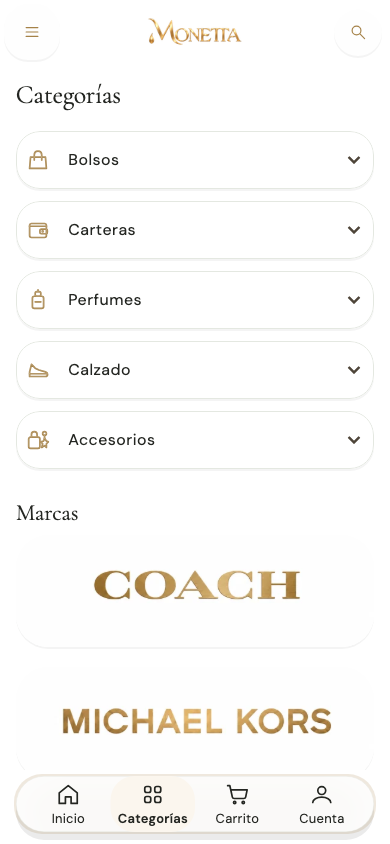 MONETTA
Categorías
Bolsos
Carteras
Perfumes
Calzado
Accesorios
Marcas
COACH
MICHAEL KORS
Inicio
Categorías
Carrito
Cuenta